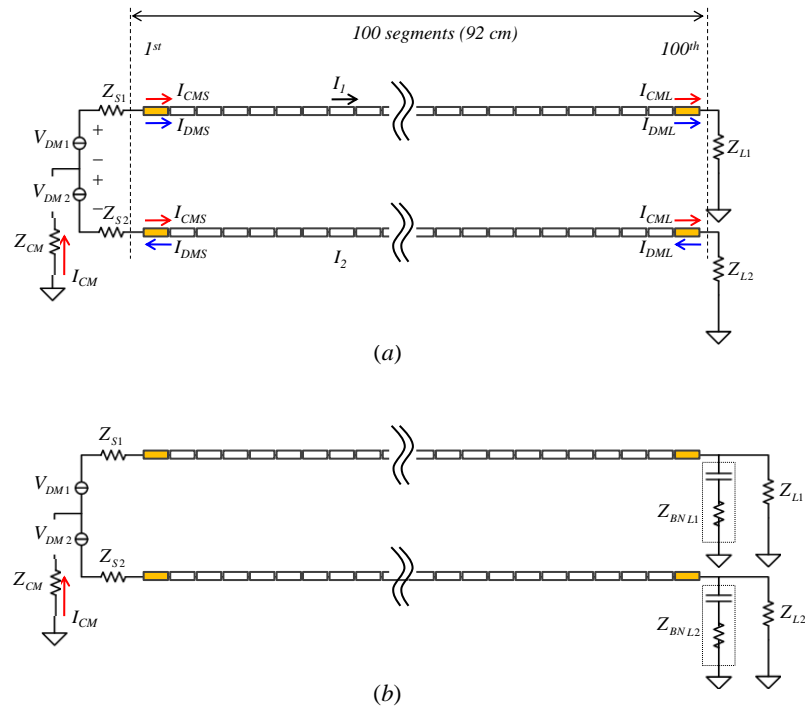 100 segments (92 cm)
1st 100th
ZS1 ICMS I1 ICML
IDMS IDML
VDM1 + −
ZL1
VDM2 + −
ZS2 ICMS ICML
ZCM IDMS IDML
ICM I2 ZL2
(a)
ZS1
VDM1 ZBNL1 ZL1
VDM2
ZS2
ZCM ZBNL2 ZL2
ICM
(b)